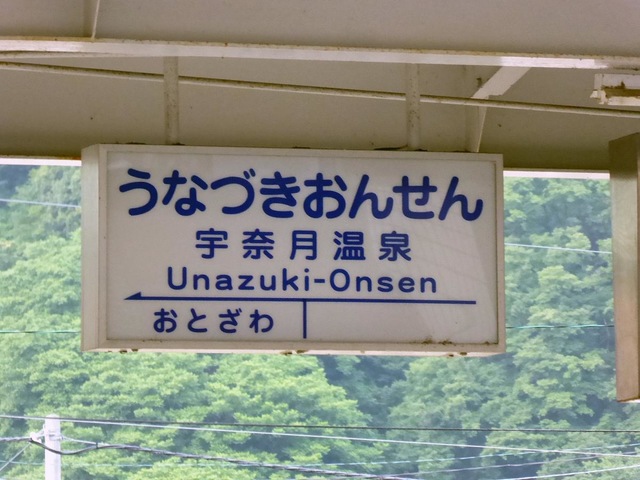 うなづきおんせん
宇奈月温泉
Unazuki-Onsen
おとざわ